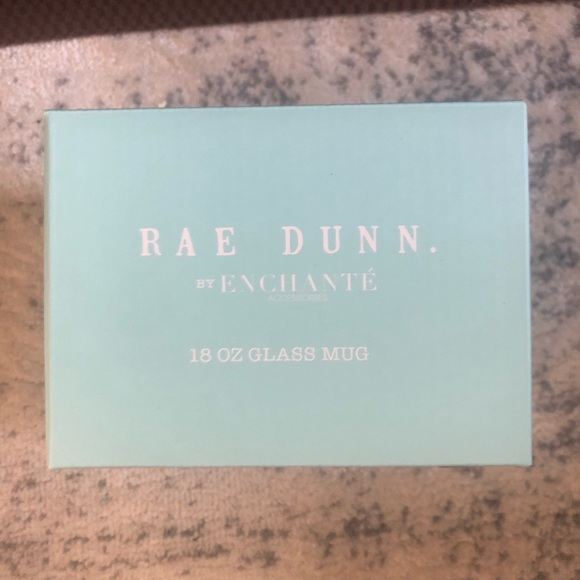 RAE DUNN.
BY ENCHANTÉ
ACCESSORIES
18 OZ GLASS MUG